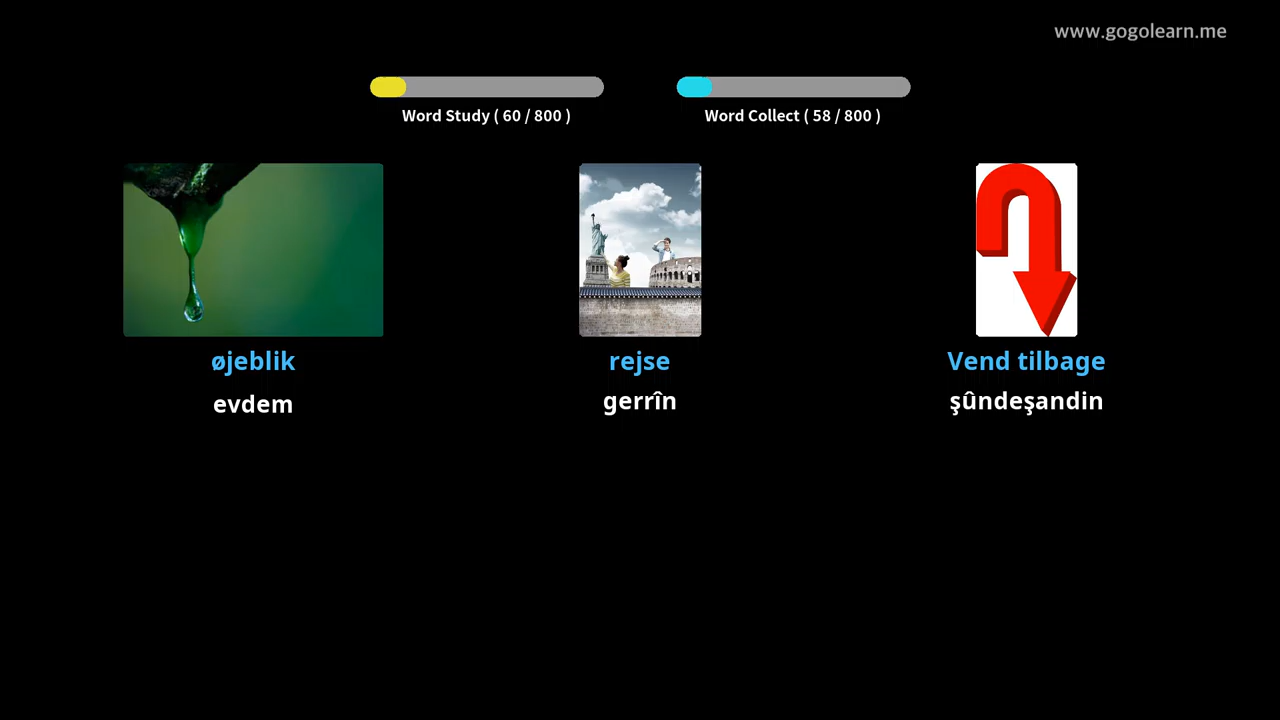 www.gogolearn.me
Word Study ( 60 / 800 )
Word Collect ( 58 / 800 )
øjeblik
rejse
Vend tilbage
evdem
gerrîn
şûndeşandin